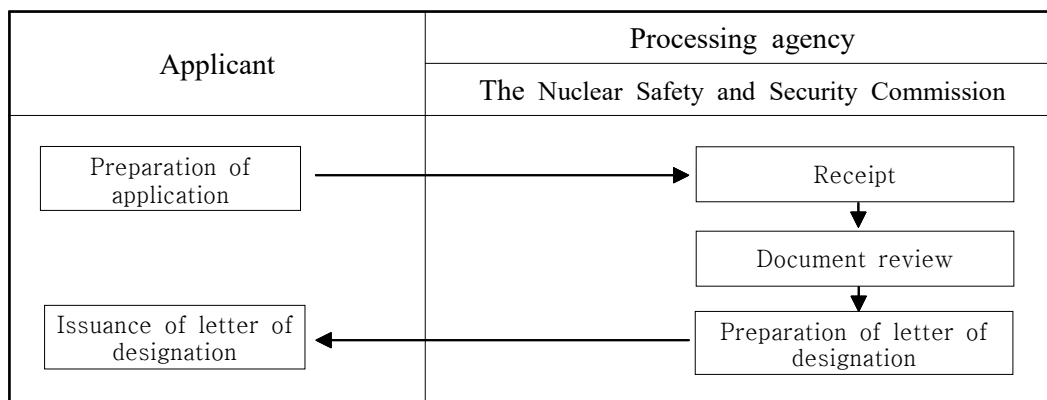 Applicant
Processing agency
The Nuclear Safety and Security Commission
Preparation of
application
Receipt
Document review
Issuance of letter of
designation
Preparation of letter of
designation